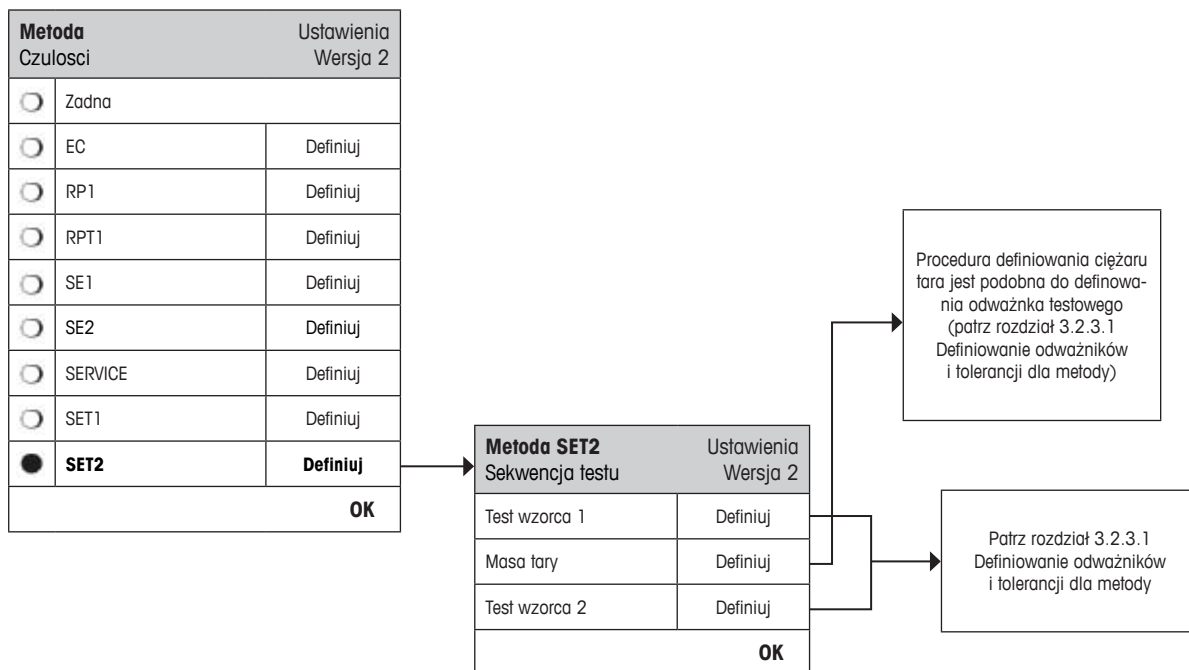 Metoda Ustawienia
Czulosci Wersja 2
Zadna
EC Definiuj
RP1 Definiuj
RPT1 Definiuj
SE1 Definiuj
SE2 Definiuj
SERVICE Definiuj
SET1 Definiuj
SET2 Definiuj
OK
Metoda SET2 Ustawienia
Sekwencja testu Wersja 2
Test wzorca 1 Definiuj
Masa tary Definiuj
Test wzorca 2 Definiuj
OK
Procedura definiowania ciężaru
tara jest podobna do definowa-
nia odważnka testowego
(patrz rozdział 3.2.3.1
Definiowanie odważników
i tolerancji dla metody)
Patrz rozdział 3.2.3.1
Definiowanie odważników
i tolerancji dla metody